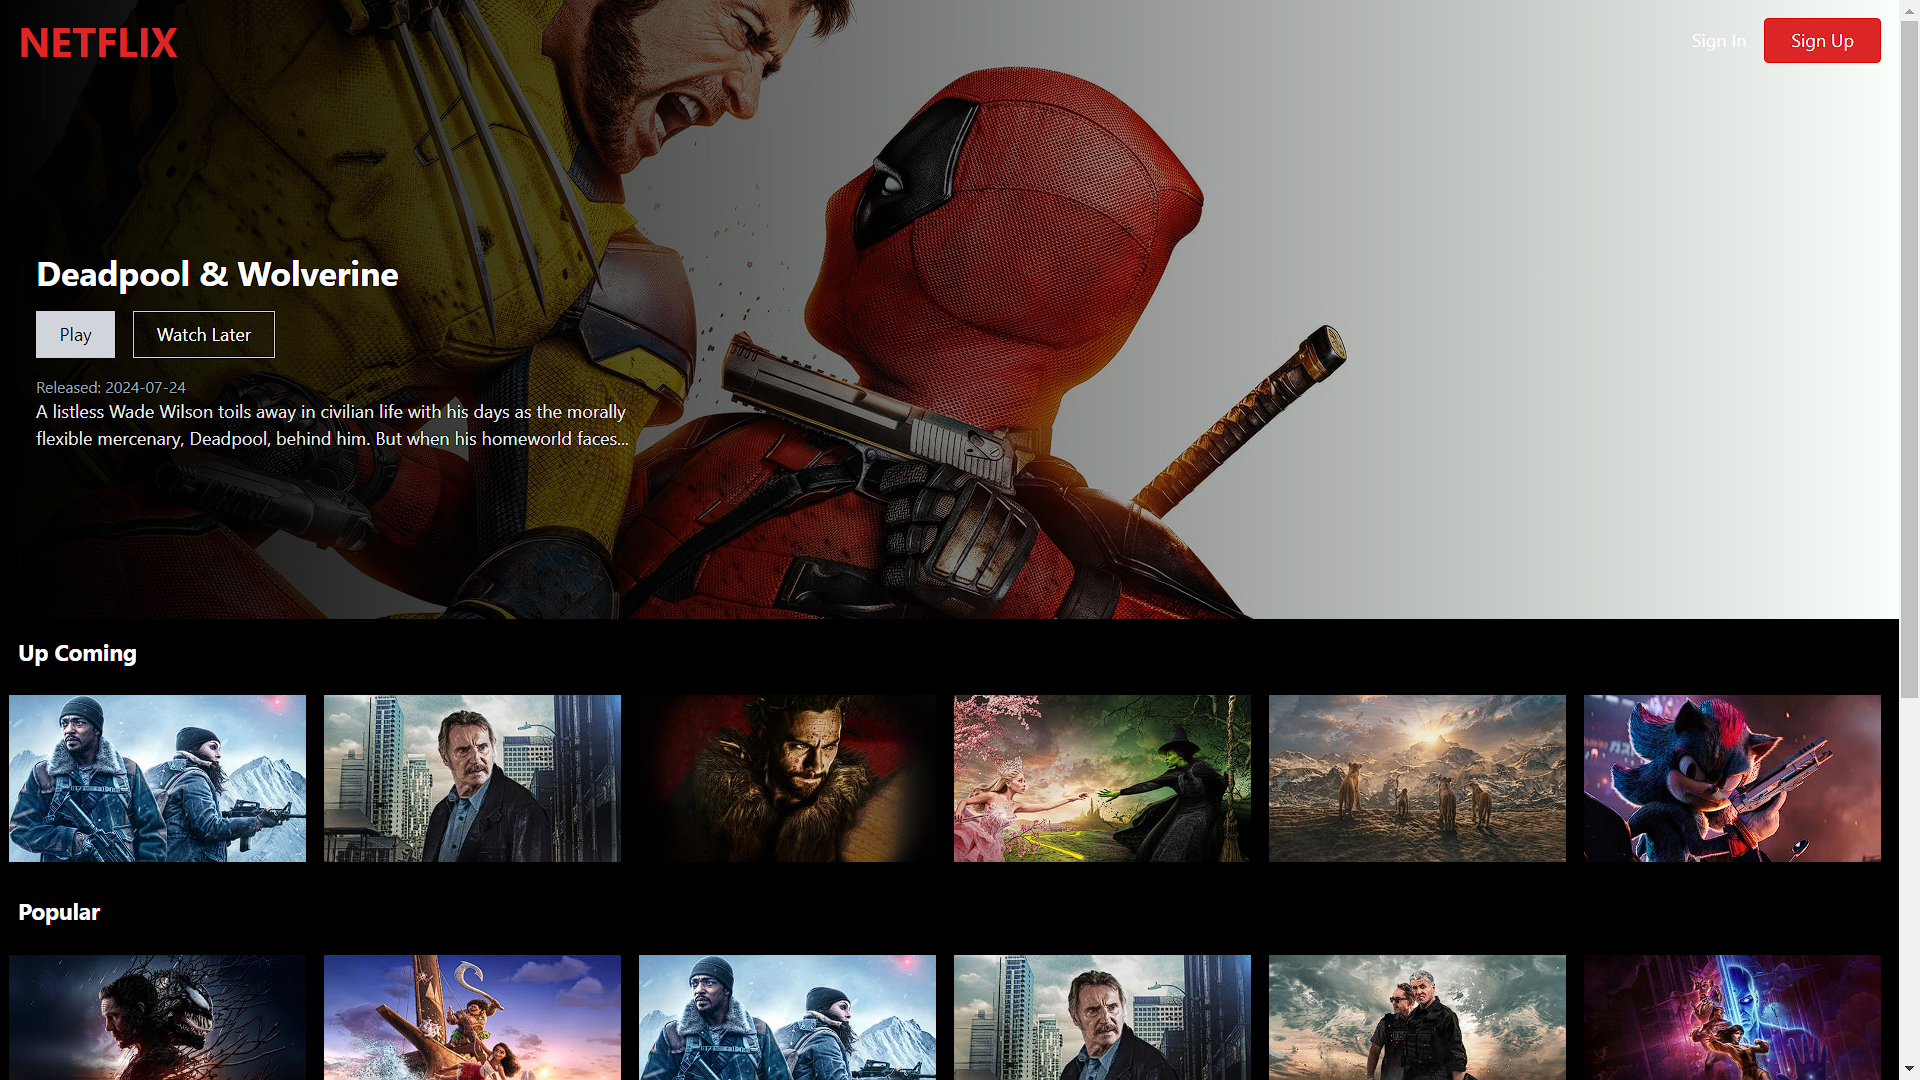 NETFLIX
Sign In
Sign Up
Deadpool & Wolverine
Play
Watch Later
Released: 2024-07-24
A listless Wade Wilson toils away in civilian life with his days as the morally
flexible mercenary, Deadpool, behind him. But when his homeworld faces...
Up Coming
Popular